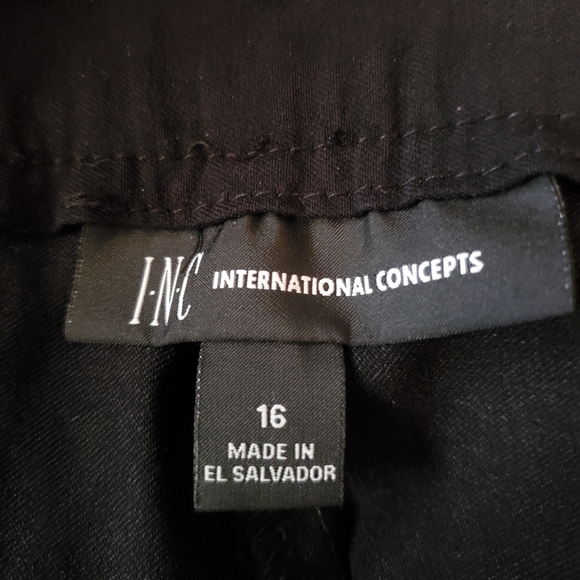 I·N·C INTERNATIONAL CONCEPTS
16
MADE IN
EL SALVADOR